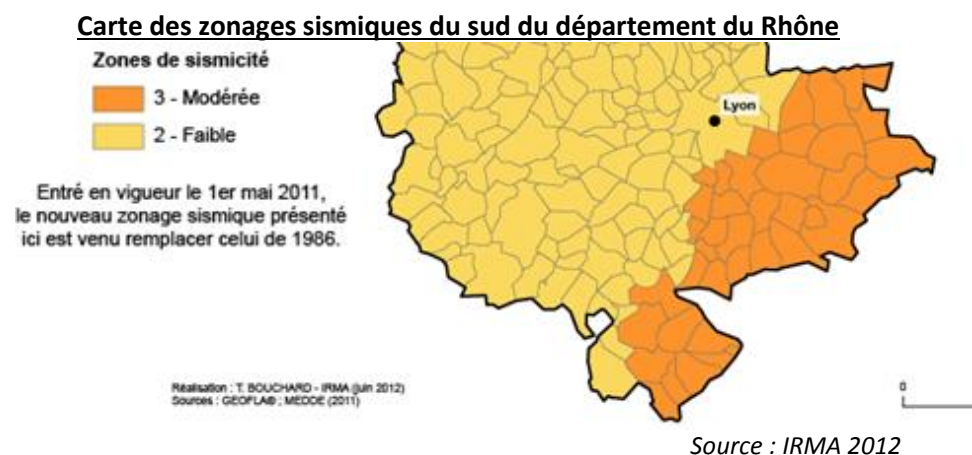 Carte des zonages sismiques du sud du département du Rhône
Zones de sismicité
3 - Modérée
2 - Faible
Lyon
Entré en vigueur le 1er mai 2011,
le nouveau zonage sismique présenté
ici est venu remplacer celui de 1986.
Réalisation : T. BOUCHARD - IRMA (juin 2012)
Sources : GEOFLA® ; MEDDE (2011)
0
Source : IRMA 2012